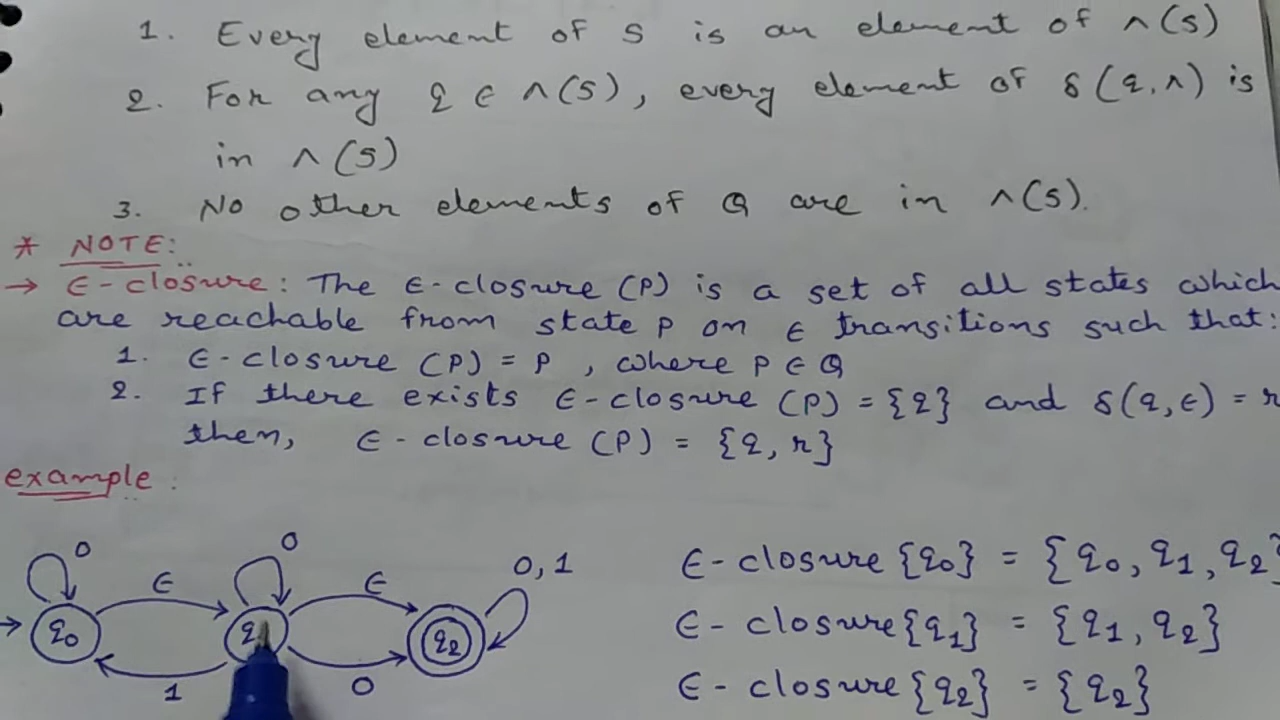 1. Every element of S is an element of ∧(S)
2. For any q ∈ ∧(S), every element of δ(q,∧) is
in ∧(S)
3. No other elements of Q are in ∧(S).
* NOTE:
→ ∈-closure: The ∈-closure (P) is a set of all states which
are reachable from state P on ∈ transitions such that:
1. ∈-closure (P) = P, where P ∈ Q
2. If there exists ∈-closure (P) = {q} and δ(q,∈) = r
then, ∈-closure (P) = {q, r}
example:
0
0
∈
∈
0,1
q0
q
q2
1
0
∈-closure {q0} = {q0, q1, q2}
∈-closure {q1} = {q1, q2}
∈-closure {q2} = {q2}